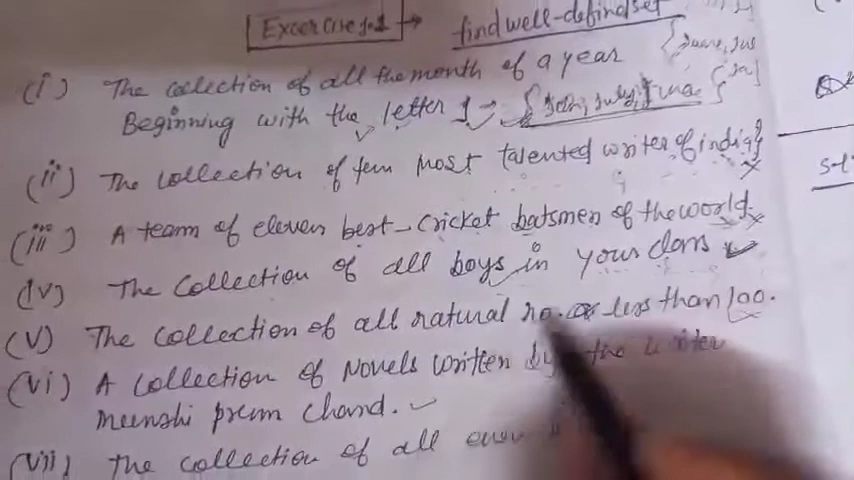 Excercise 1.1 → find well-defind set
(i) The collection of all the month of a year
Beginning with the letter J
(ii) The collection of ten most talented writer of india
(iii) A team of eleven best-cricket batsmen of the world
(iv) The collection of all boys in your class
(v) The collection of all natural no. less than 100.
(vi) A collection of Novels written by the writer
munshi prem chand.
(vii) The collection of all